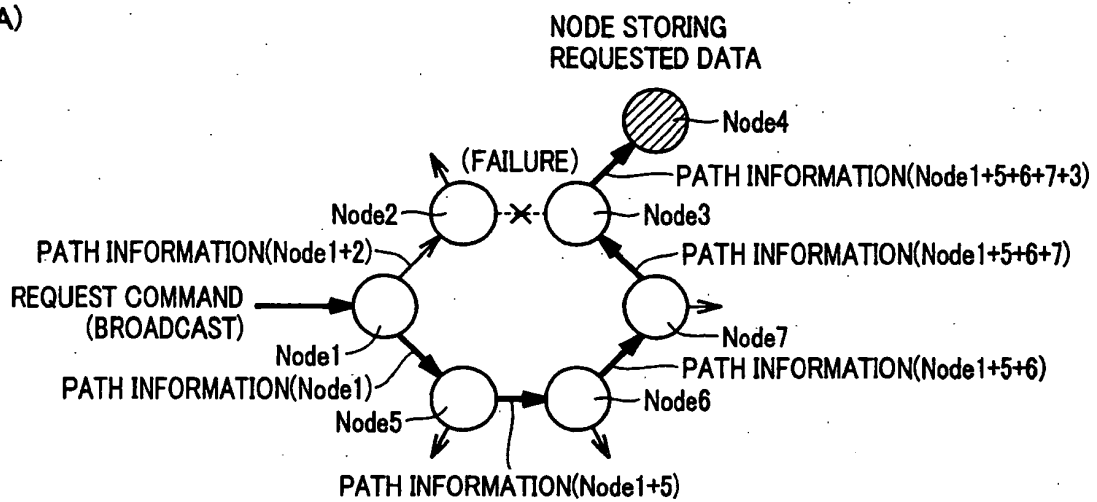 A)
NODE STORING
REQUESTED DATA
Node4
(FAILURE)
PATH INFORMATION(Node1+5+6+7+3)
Node2
Node3
PATH INFORMATION(Node1+2)
PATH INFORMATION(Node1+5+6+7)
REQUEST COMMAND
(BROADCAST)
Node7
Node1
PATH INFORMATION(Node1)
PATH INFORMATION(Node1+5+6)
Node5
Node6
PATH INFORMATION(Node1+5)